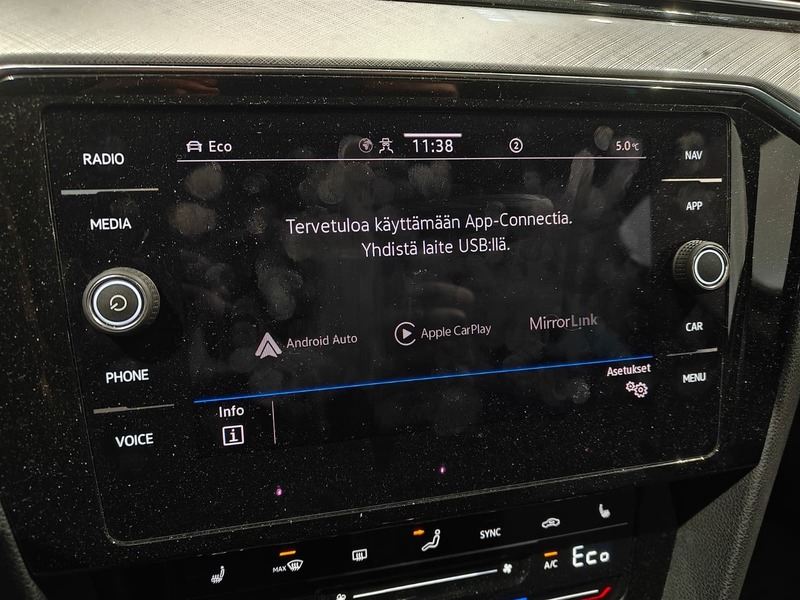 RADIO
MEDIA
PHONE
VOICE
Eco
11:38
2
5.0°C
Tervetuloa käyttämään App-Connectia.
Yhdistä laite USB:llä.
Android Auto
Apple CarPlay
MirrorLink
Asetukset
Info
i
NAV
APP
CAR
MENU
MAX
SYNC
A/C
Eco